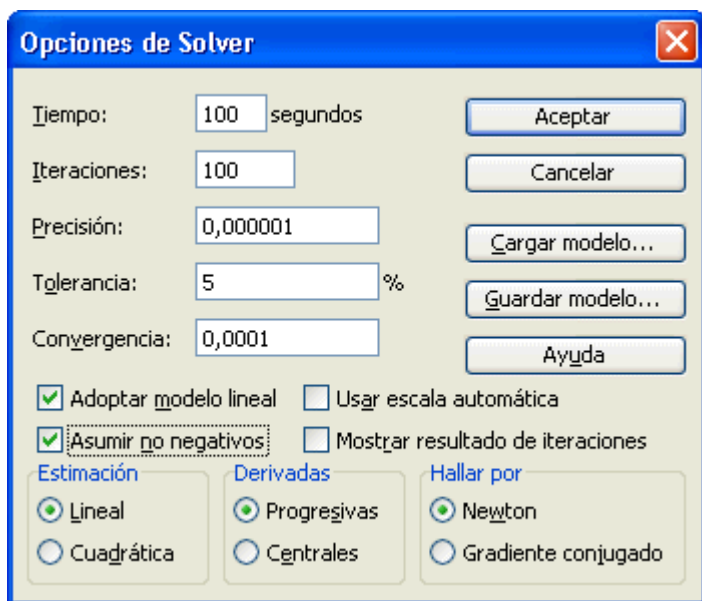 Opciones de Solver
Tiempo: 100 segundos
Aceptar
Iteraciones: 100
Cancelar
Precisión: 0,000001
Cargar modelo...
Tolerancia: 5 %
Guardar modelo...
Convergencia: 0,0001
Ayuda
Adoptar modelo lineal Usar escala automática
Asumir no negativos Mostrar resultado de iteraciones
Estimación Derivadas Hallar por
Lineal Progresivas Newton
Cuadrática Centrales Gradiente conjugado